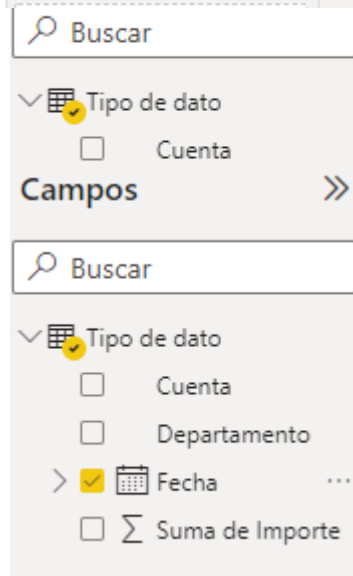 Buscar
Tipo de dato
Cuenta
Campos
Buscar
Tipo de dato
Cuenta
Departamento
Fecha
Suma de Importe